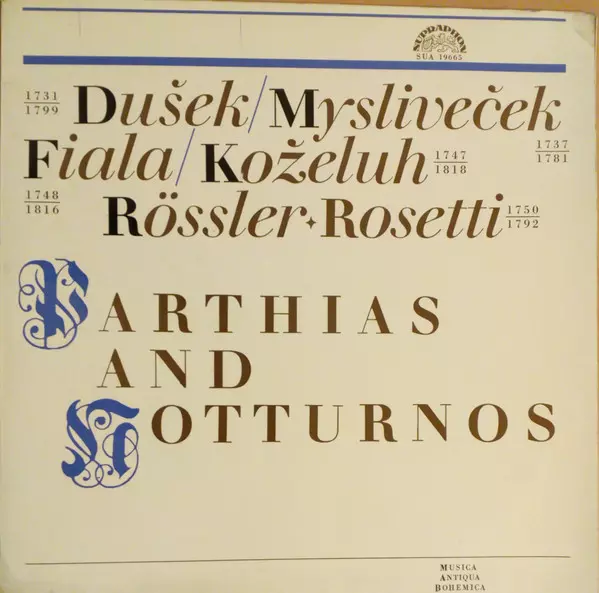 SUPRAPHON
SUA 19665
1731
1799
Dušek/Mysliveček
1737
1781
Fiala/Koželuh
1747
1818
1748
1816
Rössler✦Rosetti
1750
1792
PARTHIAS
AND
NOTTURNOS
MUSICA
ANTIQUA
BOHEMICA